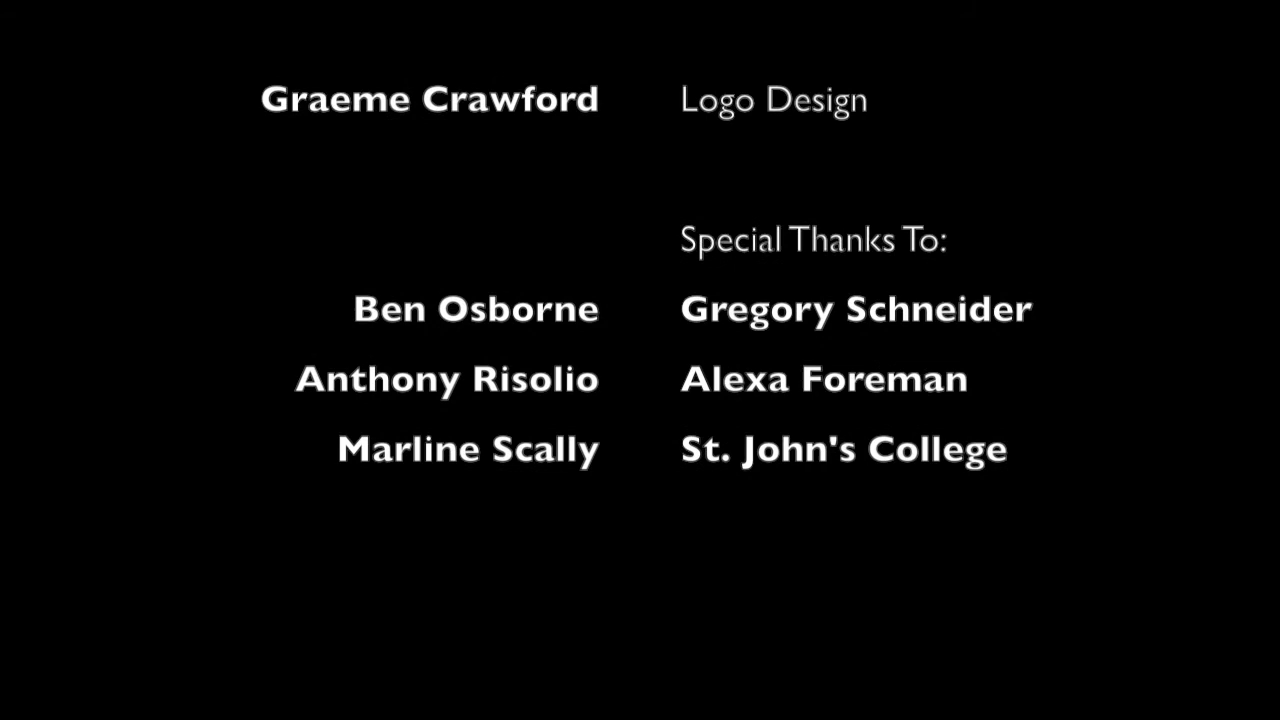 Graeme Crawford Logo Design
Special Thanks To:
Ben Osborne Gregory Schneider
Anthony Risolio Alexa Foreman
Marline Scally St. John's College